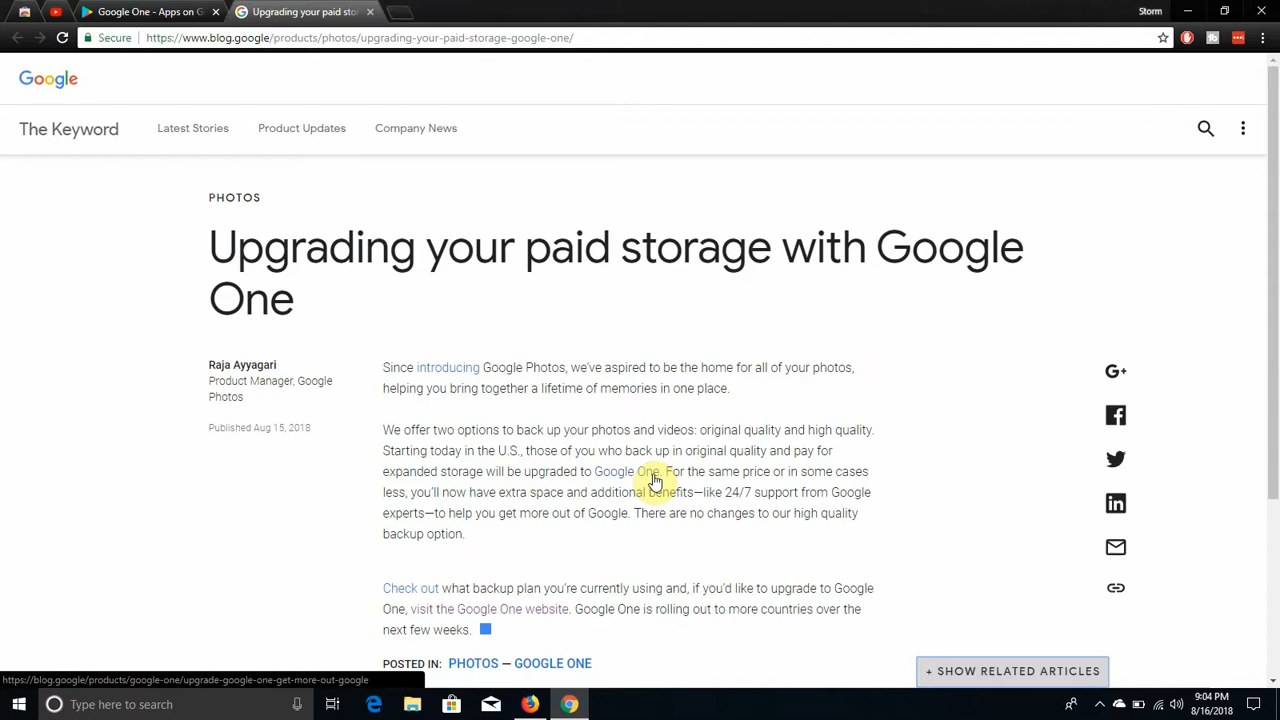 Google One - Apps on G
Upgrading your paid sto
Storm
Secure
https://www.blog.google/products/photos/upgrading-your-paid-storage-google-one/
Google
The Keyword
Latest Stories
Product Updates
Company News
PHOTOS
Upgrading your paid storage with Google
One
Raja Ayyagari
Product Manager, Google
Photos
Published Aug 15, 2018
Since introducing Google Photos, we've aspired to be the home for all of your photos,
helping you bring together a lifetime of memories in one place.
We offer two options to back up your photos and videos: original quality and high quality.
Starting today in the U.S., those of you who back up in original quality and pay for
expanded storage will be upgraded to Google One. For the same price or in some cases
less, you'll now have extra space and additional benefits—like 24/7 support from Google
experts—to help you get more out of Google. There are no changes to our high quality
backup option.
Check out what backup plan you're currently using and, if you'd like to upgrade to Google
One, visit the Google One website. Google One is rolling out to more countries over the
next few weeks.
POSTED IN: PHOTOS — GOOGLE ONE
+ SHOW RELATED ARTICLES
https://blog.google/products/google-one/upgrade-google-one-get-more-out-google
Type here to search
9:04 PM
8/16/2018